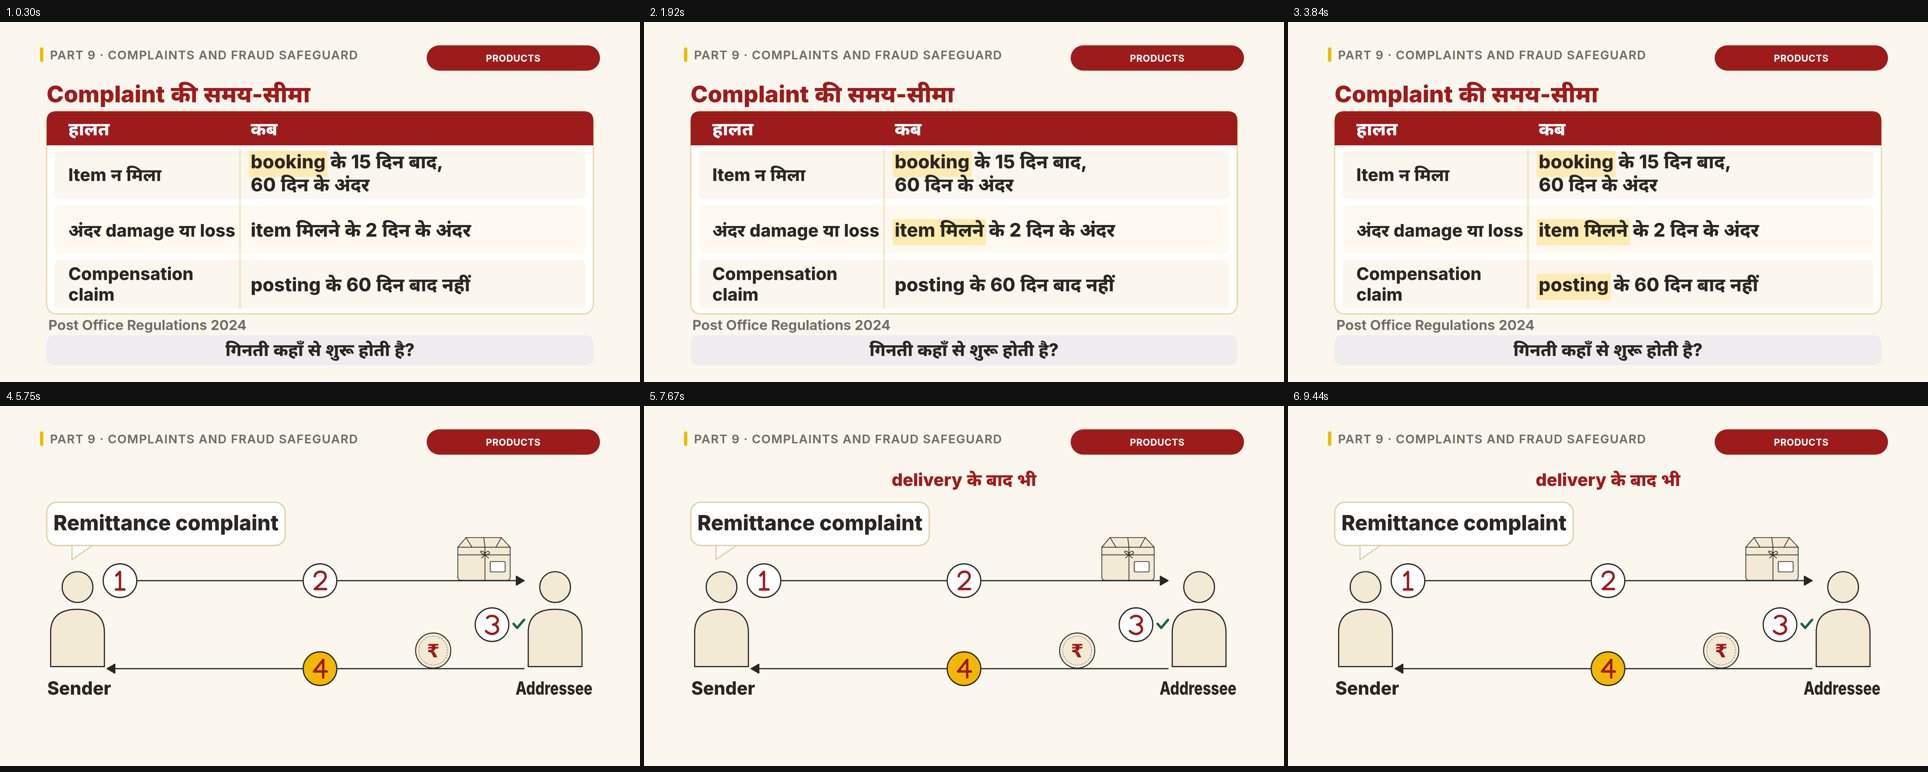 1. 0.30s
PART 9 · COMPLAINTS AND FRAUD SAFEGUARD
PRODUCTS
Complaint की समय-सीमा
हालत कब
Item न मिला booking के 15 दिन बाद,
60 दिन के अंदर
अंदर damage या loss item मिलने के 2 दिन के अंदर
Compensation
claim posting के 60 दिन बाद नहीं
Post Office Regulations 2024
गिनती कहाँ से शुरू होती है?
2. 1.92s
PART 9 · COMPLAINTS AND FRAUD SAFEGUARD
PRODUCTS
Complaint की समय-सीमा
हालत कब
Item न मिला booking के 15 दिन बाद,
60 दिन के अंदर
अंदर damage या loss item मिलने के 2 दिन के अंदर
Compensation
claim posting के 60 दिन बाद नहीं
Post Office Regulations 2024
गिनती कहाँ से शुरू होती है?
3. 3.84s
PART 9 · COMPLAINTS AND FRAUD SAFEGUARD
PRODUCTS
Complaint की समय-सीमा
हालत कब
Item न मिला booking के 15 दिन बाद,
60 दिन के अंदर
अंदर damage या loss item मिलने के 2 दिन के अंदर
Compensation
claim posting के 60 दिन बाद नहीं
Post Office Regulations 2024
गिनती कहाँ से शुरू होती है?
4. 5.75s
PART 9 · COMPLAINTS AND FRAUD SAFEGUARD
PRODUCTS
Remittance complaint
1 2
3
₹
4
Sender Addressee
5. 7.67s
PART 9 · COMPLAINTS AND FRAUD SAFEGUARD
PRODUCTS
delivery के बाद भी
Remittance complaint
1 2
3
₹
4
Sender Addressee
6. 9.44s
PART 9 · COMPLAINTS AND FRAUD SAFEGUARD
PRODUCTS
delivery के बाद भी
Remittance complaint
1 2
3
₹
4
Sender Addressee